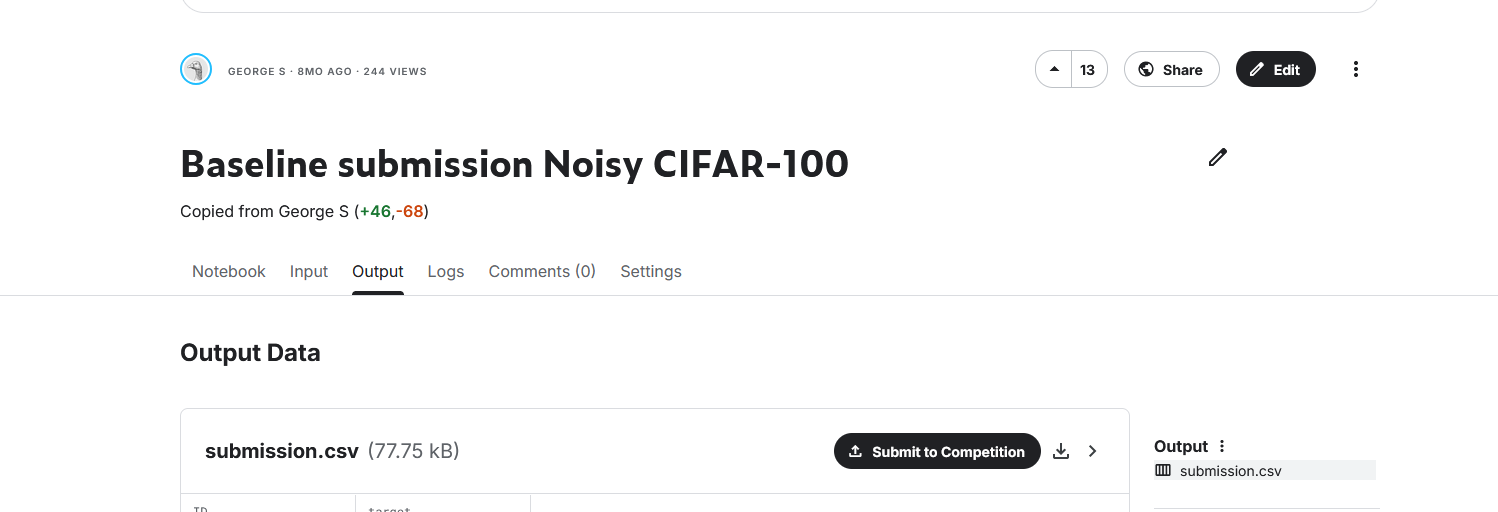 GEORGE S · 8MO AGO · 244 VIEWS
13
Share
Edit
Baseline submission Noisy CIFAR-100
Copied from George S (+46,-68)
Notebook Input Output Logs Comments (0) Settings
Output Data
submission.csv (77.75 kB)
Submit to Competition
Output
submission.csv
ID target